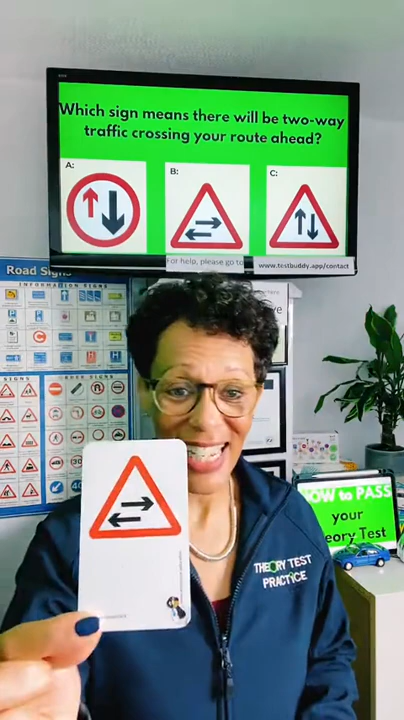 Which sign means there will be two-way
traffic crossing your route ahead?
A:
B:
C:
For help, please go to www.testbuddy.app/contact
Road Signs
INFORMATION SIGNS
SIGNS
HOW to PASS
your
Theory Test
THEORY TEST
PRACTICE